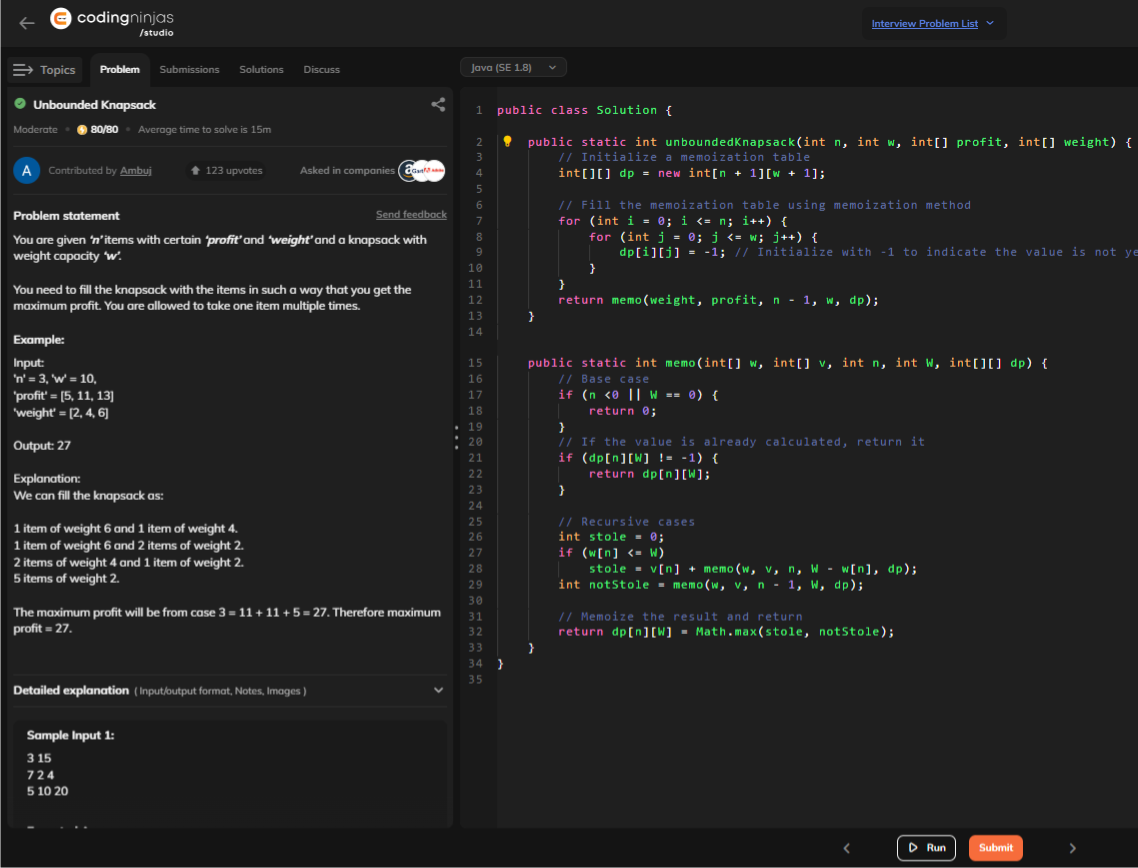 codingninjas
/studio
Interview Problem List
Topics
Problem
Submissions
Solutions
Discuss
Java (SE 1.8)
Unbounded Knapsack
Moderate • 80/80 • Average time to solve is 15m
A
Contributed by Ambuj
123 upvotes
Asked in companies
Problem statement
Send feedback
You are given 'n' items with certain 'profit' and 'weight' and a knapsack with
weight capacity 'w'.
You need to fill the knapsack with the items in such a way that you get the
maximum profit. You are allowed to take one item multiple times.
Example:
Input:
'n' = 3, 'w' = 10,
'profit' = [5, 11, 13]
'weight' = [2, 4, 6]
Output: 27
Explanation:
We can fill the knapsack as:
1 item of weight 6 and 1 item of weight 4.
1 item of weight 6 and 2 items of weight 2.
2 items of weight 4 and 1 item of weight 2.
5 items of weight 2.
The maximum profit will be from case 3 = 11 + 11 + 5 = 27. Therefore maximum
profit = 27.
Detailed explanation ( Input/output format, Notes, Images )
Sample Input 1:
3 15
7 2 4
5 10 20
1 public class Solution {
2 public static int unboundedKnapsack(int n, int w, int[] profit, int[] weight) {
3 // Initialize a memoization table
4 int[][] dp = new int[n + 1][w + 1];
5
6 // Fill the memoization table using memoization method
7 for (int i = 0; i <= n; i++) {
8 for (int j = 0; j <= w; j++) {
9 dp[i][j] = -1; // Initialize with -1 to indicate the value is not ye
10 }
11 }
12 return memo(weight, profit, n - 1, w, dp);
13 }
14
15 public static int memo(int[] w, int[] v, int n, int W, int[][] dp) {
16 // Base case
17 if (n <0 || W == 0) {
18 return 0;
19 }
20 // If the value is already calculated, return it
21 if (dp[n][W] != -1) {
22 return dp[n][W];
23 }
24
25 // Recursive cases
26 int stole = 0;
27 if (w[n] <= W)
28 stole = v[n] + memo(w, v, n, W - w[n], dp);
29 int notStole = memo(w, v, n - 1, W, dp);
30
31 // Memoize the result and return
32 return dp[n][W] = Math.max(stole, notStole);
33 }
34 }
35
Run
Submit